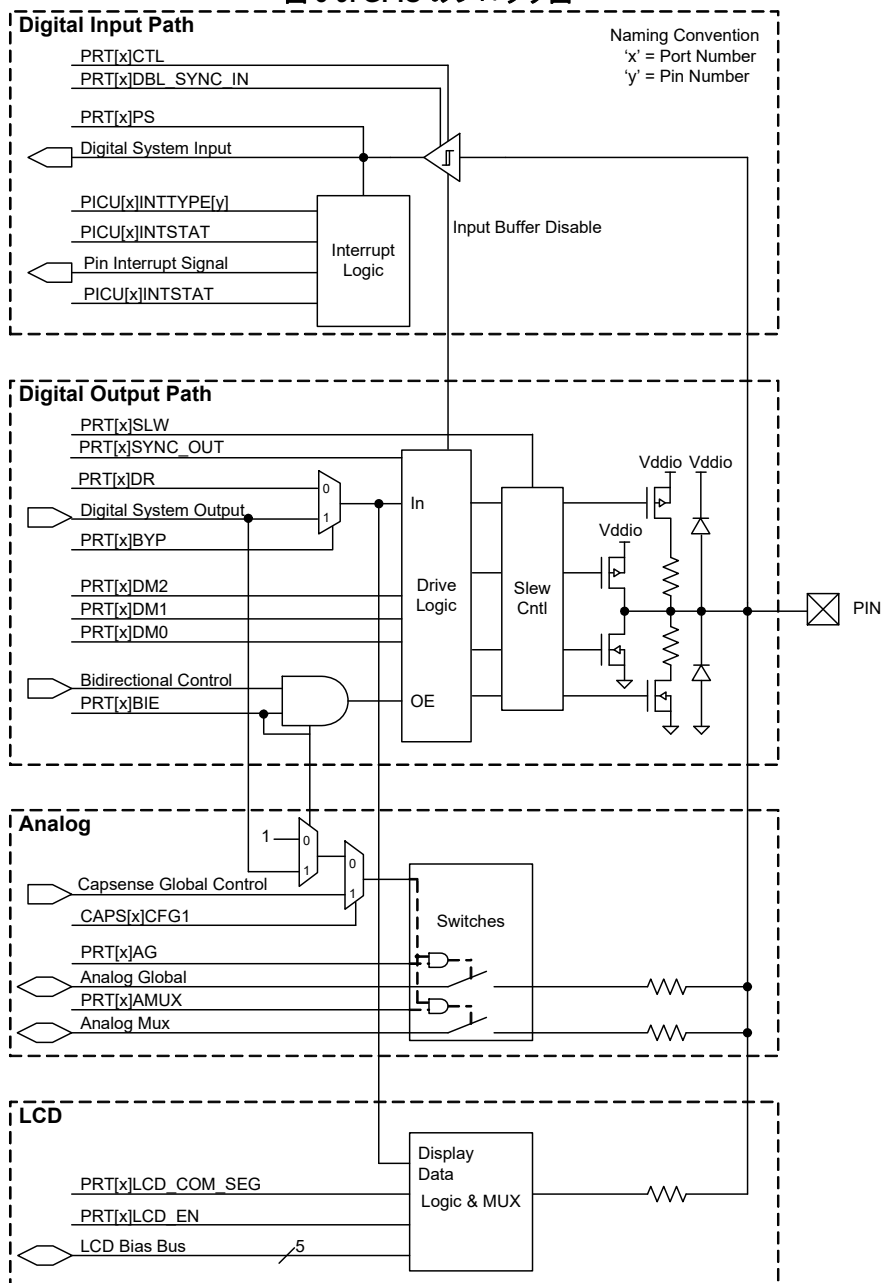 Digital Input Path
Naming Convention
‘x’ = Port Number
‘y’ = Pin Number
PRT[x]CTL
PRT[x]DBL_SYNC_IN
PRT[x]PS
Digital System Input
PICU[x]INTTYPE[y]
PICU[x]INTSTAT
Pin Interrupt Signal
PICU[x]INTSTAT
Interrupt
Logic
Input Buffer Disable
Digital Output Path
PRT[x]SLW
PRT[x]SYNC_OUT
PRT[x]DR
Digital System Output
PRT[x]BYP
0
1
In
Vddio Vddio
Vddio
PRT[x]DM2
PRT[x]DM1
PRT[x]DM0
Drive
Logic
Slew
Cntl
PIN
Bidirectional Control
PRT[x]BIE
OE
Analog
1
0
1
0
1
Capsense Global Control
CAPS[x]CFG1
Switches
PRT[x]AG
Analog Global
PRT[x]AMUX
Analog Mux
LCD
Display
Data
Logic & MUX
PRT[x]LCD_COM_SEG
PRT[x]LCD_EN
LCD Bias Bus
5